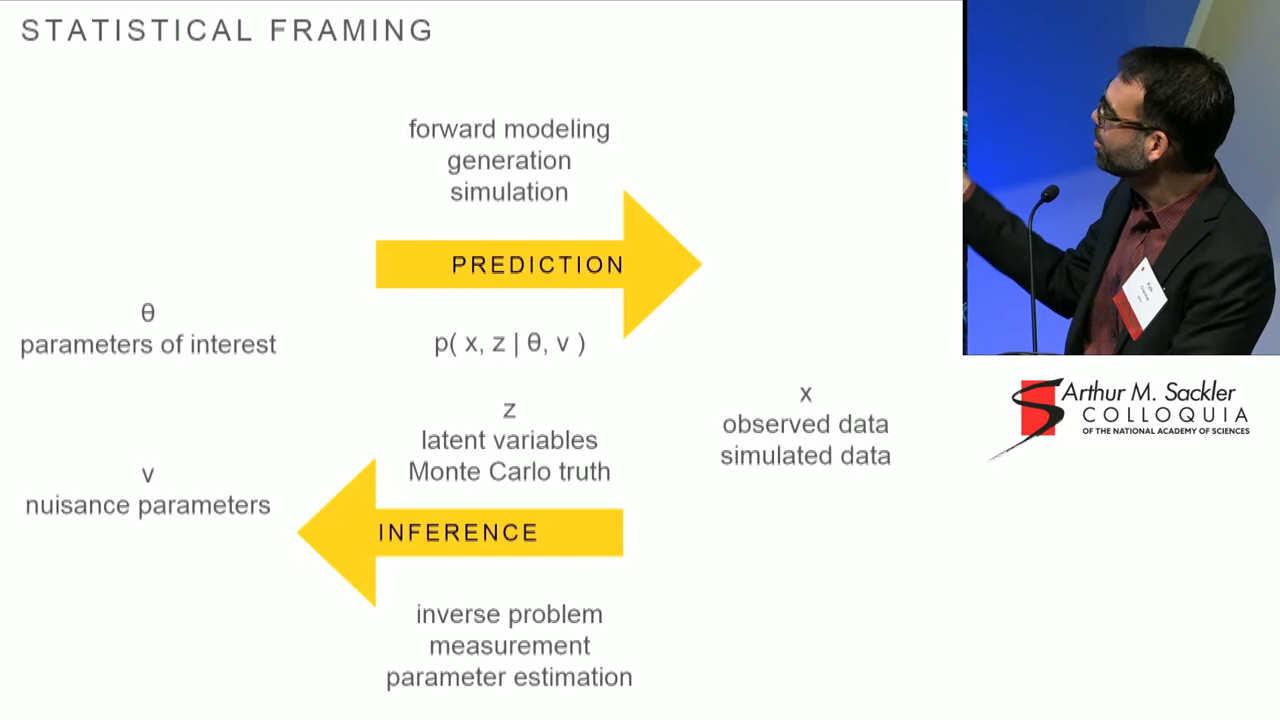 STATISTICAL FRAMING
forward modeling
generation
simulation
PREDICTION
θ
parameters of interest
p( x, z | θ, ν )
x
observed data
simulated data
z
latent variables
Monte Carlo truth
ν
nuisance parameters
INFERENCE
inverse problem
measurement
parameter estimation
Arthur M. Sackler
COLLOQUIA
OF THE NATIONAL ACADEMY OF SCIENCES